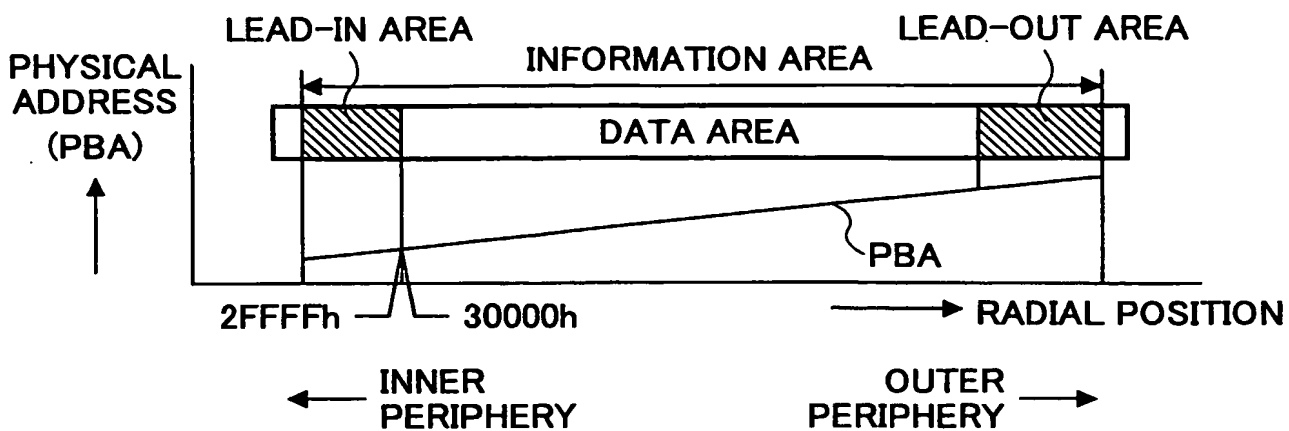 LEAD-IN AREA
LEAD-OUT AREA
PHYSICAL
ADDRESS
(PBA)
INFORMATION AREA
DATA AREA
PBA
2FFFFh
30000h
RADIAL POSITION
INNER
PERIPHERY
OUTER
PERIPHERY